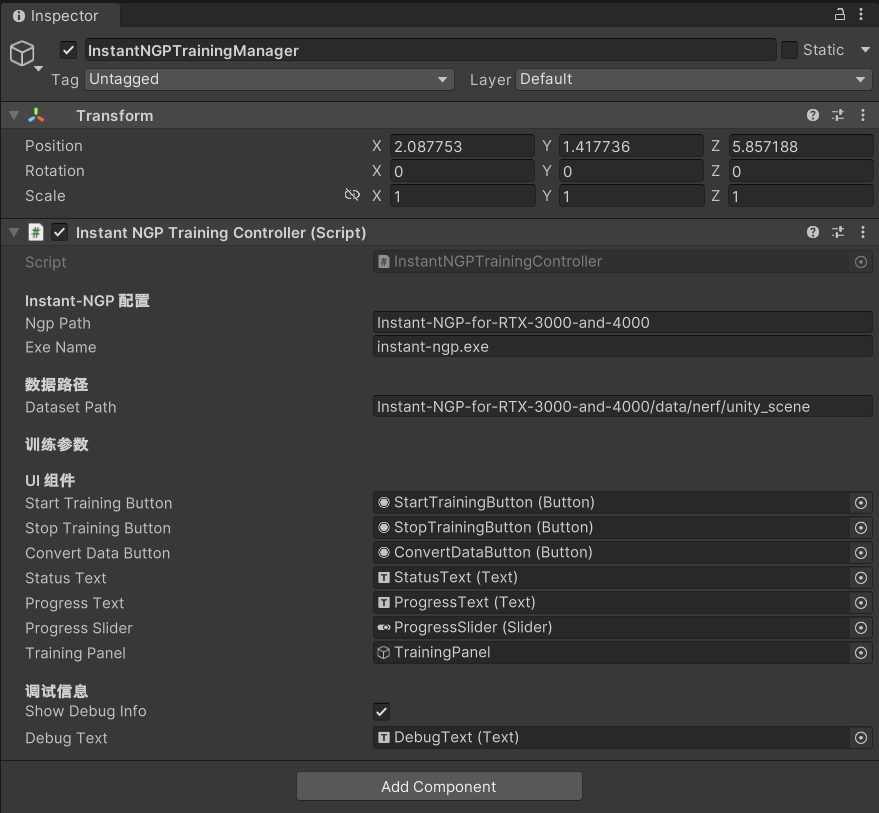 Inspector
InstantNGPTrainingManager Static
Tag Untagged Layer Default
Transform
Position X 2.087753 Y 1.417736 Z 5.857188
Rotation X 0 Y 0 Z 0
Scale X 1 Y 1 Z 1
# Instant NGP Training Controller (Script)
Script # InstantNGPTrainingController
Instant-NGP 配置
Ngp Path Instant-NGP-for-RTX-3000-and-4000
Exe Name instant-ngp.exe
数据路径
Dataset Path Instant-NGP-for-RTX-3000-and-4000/data/nerf/unity_scene
训练参数
UI 组件
Start Training Button StartTrainingButton (Button)
Stop Training Button StopTrainingButton (Button)
Convert Data Button ConvertDataButton (Button)
Status Text T StatusText (Text)
Progress Text T ProgressText (Text)
Progress Slider ProgressSlider (Slider)
Training Panel TrainingPanel
调试信息
Show Debug Info
Debug Text T DebugText (Text)
Add Component